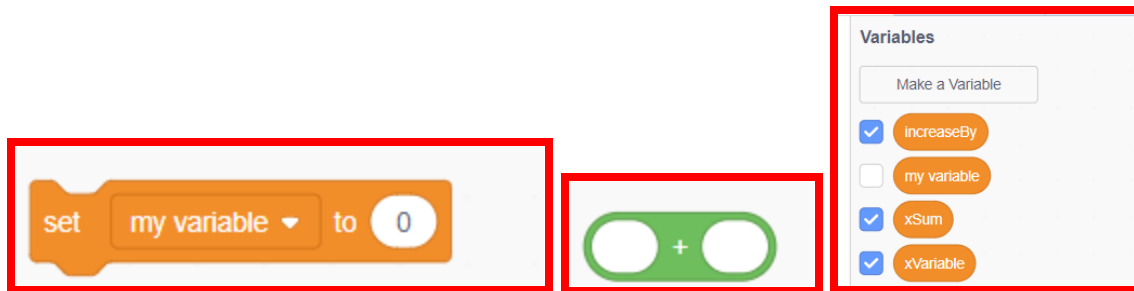 set my variable to 0
+
Variables
Make a Variable
increaseBy
my variable
xSum
xVariable